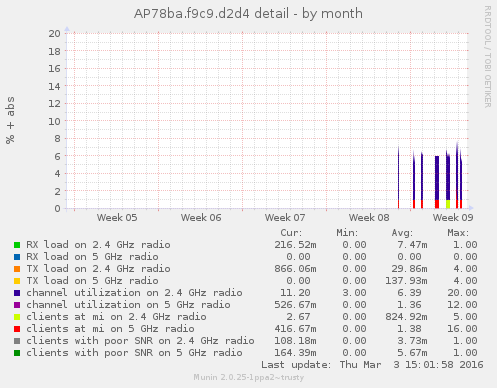 AP78ba.f9c9.d2d4 detail - by month
RRDTOOL / TOBI OETIKER
% + abs
20
18
16
14
12
10
8
6
4
2
0
Week 05 Week 06 Week 07 Week 08 Week 09
Cur: Min: Avg: Max:
RX load on 2.4 GHz radio 216.52m 0.00 7.47m 1.00
RX load on 5 GHz radio 0.00 0.00 0.00 0.00
TX load on 2.4 GHz radio 866.06m 0.00 29.86m 4.00
TX load on 5 GHz radio 0.00 0.00 137.93m 4.00
channel utilization on 2.4 GHz radio 11.20 3.00 6.39 20.00
channel utilization on 5 GHz radio 526.67m 0.00 1.36 12.00
clients at mi on 2.4 GHz radio 2.67 0.00 824.92m 5.00
clients at mi on 5 GHz radio 416.67m 0.00 1.38 16.00
clients with poor SNR on 2.4 GHz radio 108.18m 0.00 3.73m 1.00
clients with poor SNR on 5 GHz radio 164.39m 0.00 5.67m 1.00
Last update: Thu Mar 3 15:01:58 2016
Munin 2.0.25-1ppa2~trusty